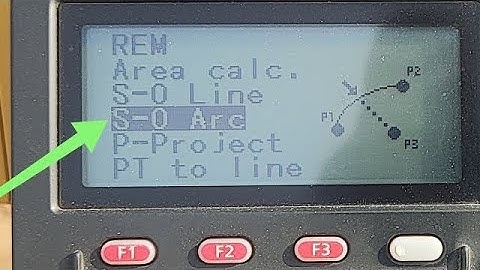 REM
Area calc.
S-O Line
S-O Arc
P-Project
PT to line
P1
P2
P3
F1
F2
F3